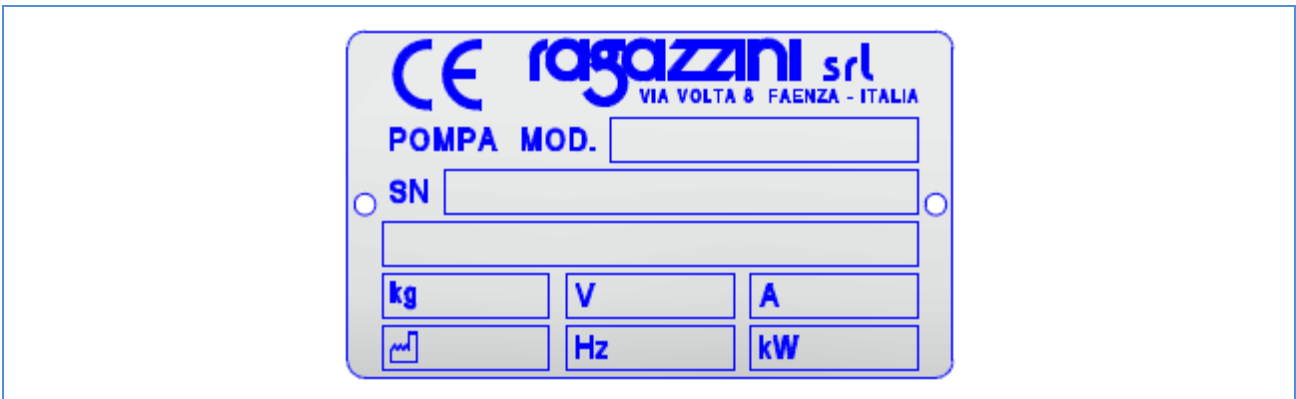 CE ragazzini srl
VIA VOLTA 8 FAENZA - ITALIA
POMPA MOD.
SN
kg V A
Hz kW